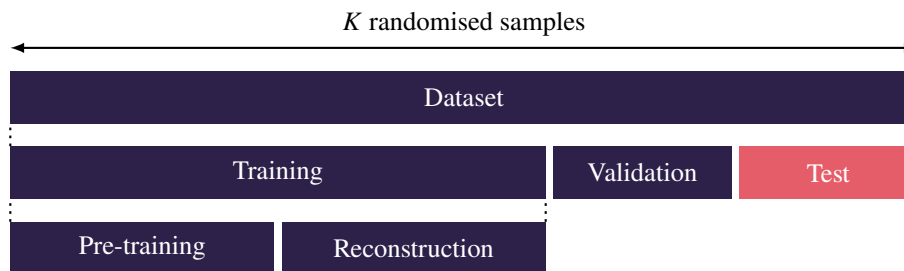 K randomised samples
Dataset
Training Validation Test
Pre-training Reconstruction